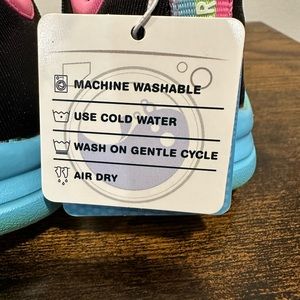 MACHINE WASHABLE
USE COLD WATER
WASH ON GENTLE CYCLE
AIR DRY